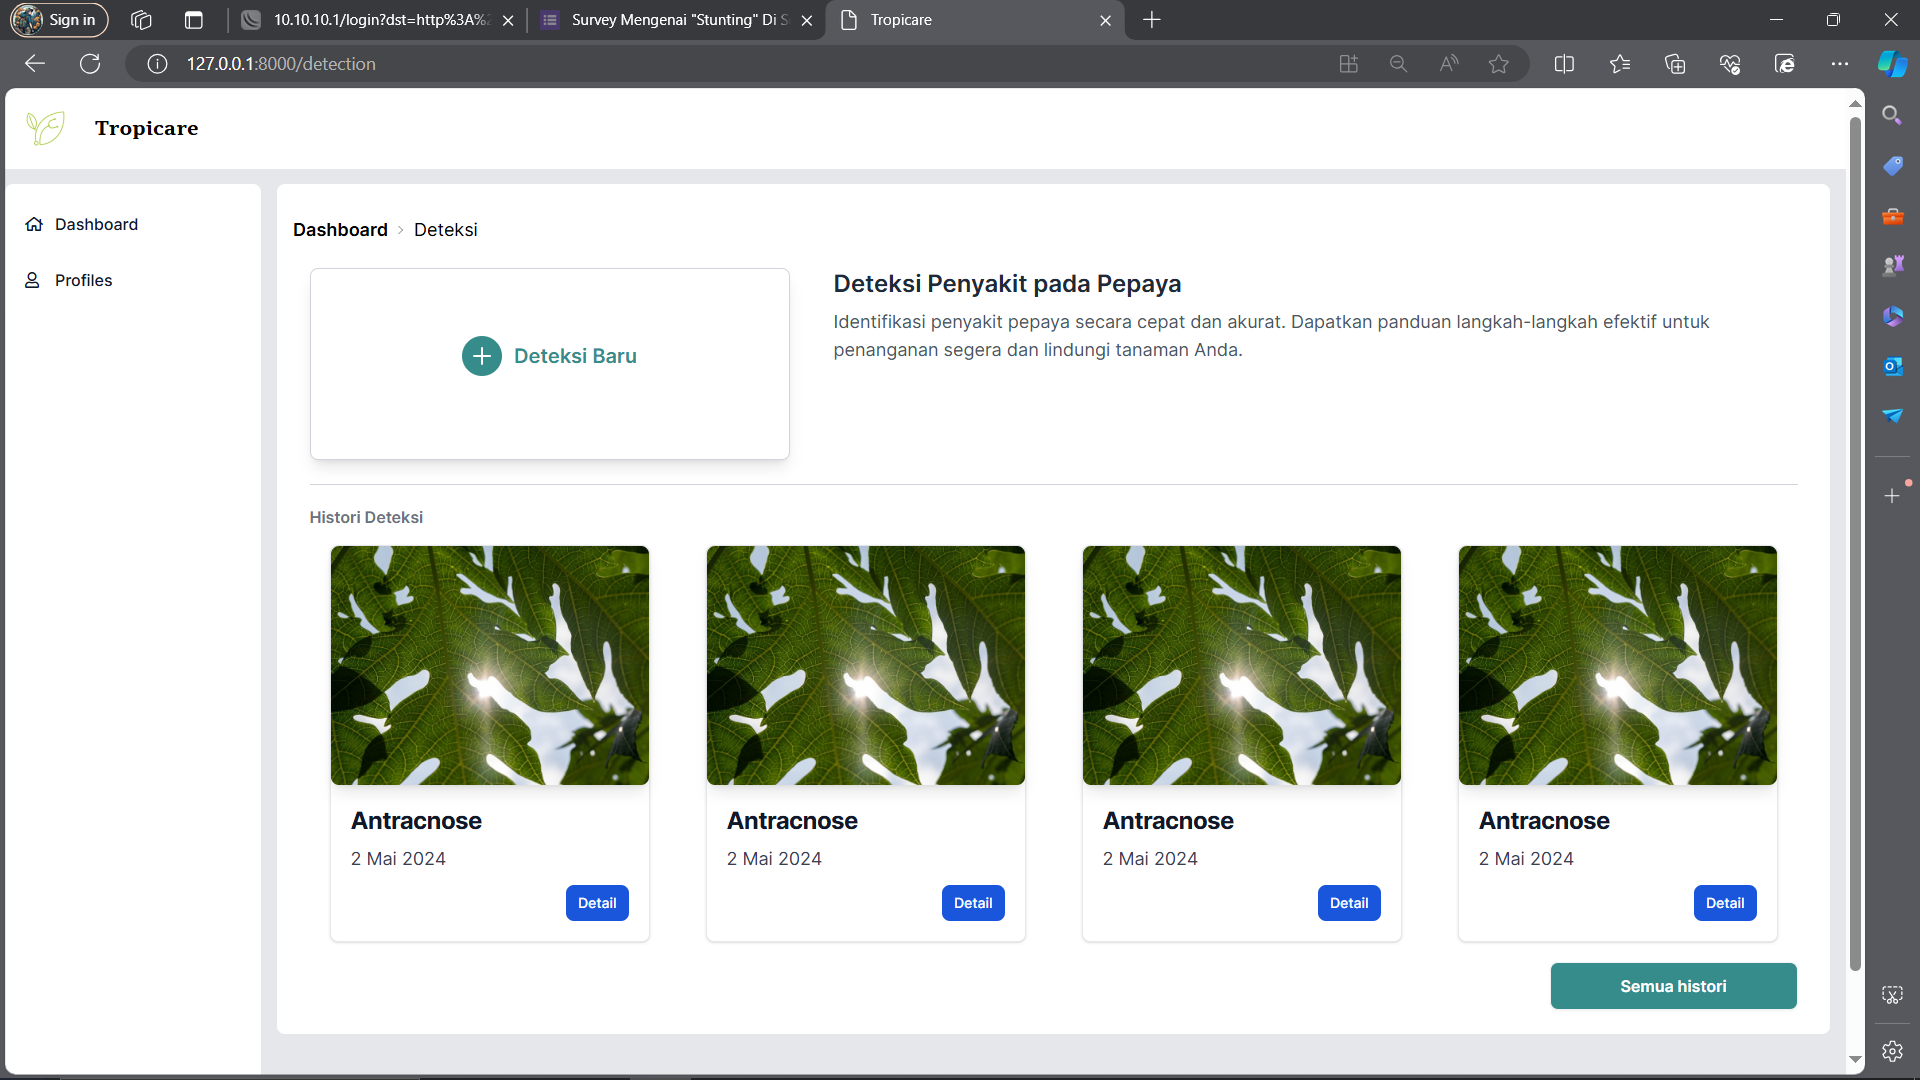 Sign in
10.10.10.1/login?dst=http%3A%2
Survey Mengenai "Stunting" Di S
Tropicare
127.0.0.1:8000/detection
Tropicare
Dashboard
Profiles
Dashboard > Deteksi
Deteksi Baru
Deteksi Penyakit pada Pepaya
Identifikasi penyakit pepaya secara cepat dan akurat. Dapatkan panduan langkah-langkah efektif untuk
penanganan segera dan lindungi tanaman Anda.
Histori Deteksi
Antracnose
2 Mai 2024
Detail
Antracnose
2 Mai 2024
Detail
Antracnose
2 Mai 2024
Detail
Antracnose
2 Mai 2024
Detail
Semua histori